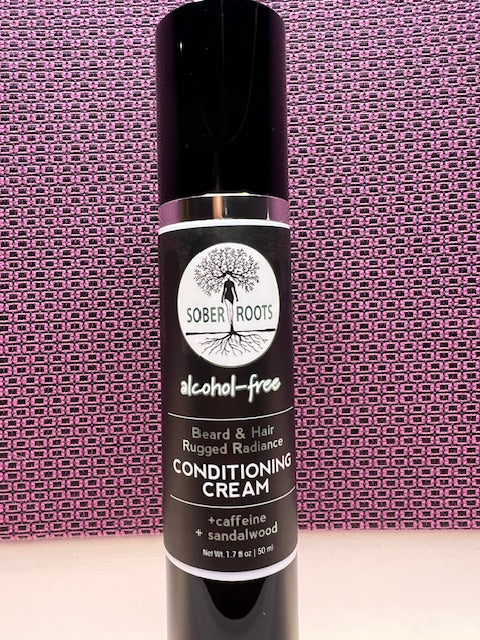 SOBER ROOTS
alcohol-free
Beard & Hair
Rugged Radiance
CONDITIONING
CREAM
+caffeine
+ sandalwood
Net Wt. 1.7 fl oz | 50 ml